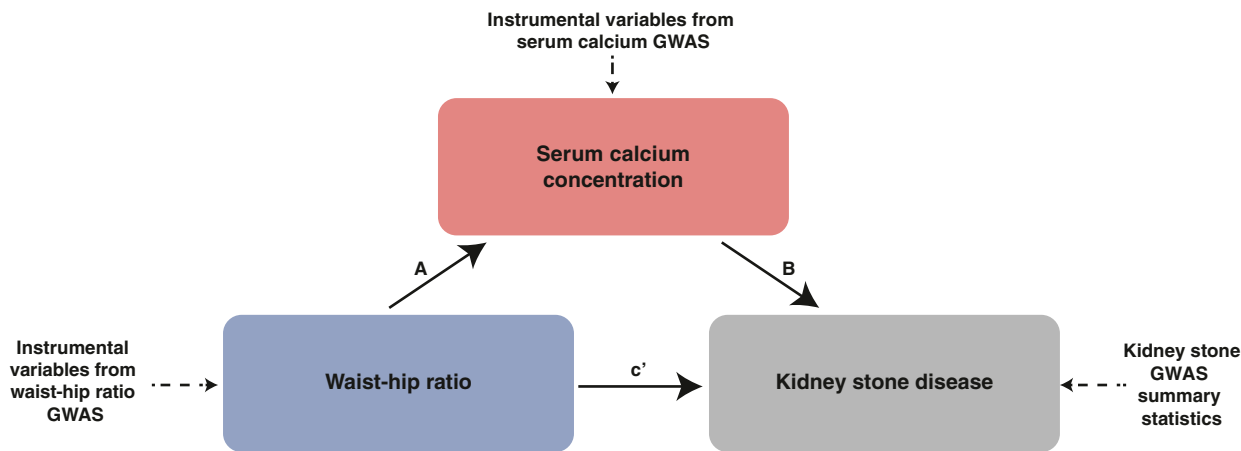 Instrumental variables from
serum calcium GWAS
Serum calcium
concentration
A
B
Instrumental
variables from
waist-hip ratio
GWAS
Waist-hip ratio
c’
Kidney stone disease
Kidney stone
GWAS
summary
statistics